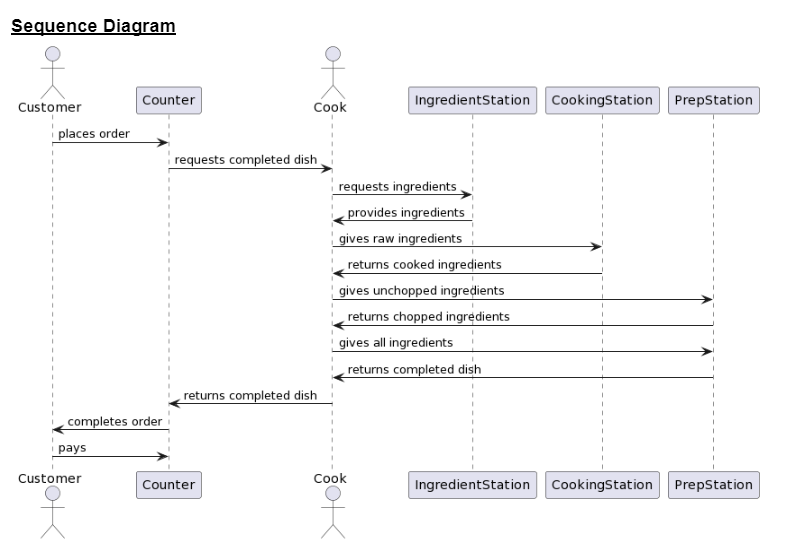 Sequence Diagram
Customer Counter Cook IngredientStation CookingStation PrepStation
places order
requests completed dish
requests ingredients
provides ingredients
gives raw ingredients
returns cooked ingredients
gives unchopped ingredients
returns chopped ingredients
gives all ingredients
returns completed dish
returns completed dish
completes order
pays
Customer Counter Cook IngredientStation CookingStation PrepStation